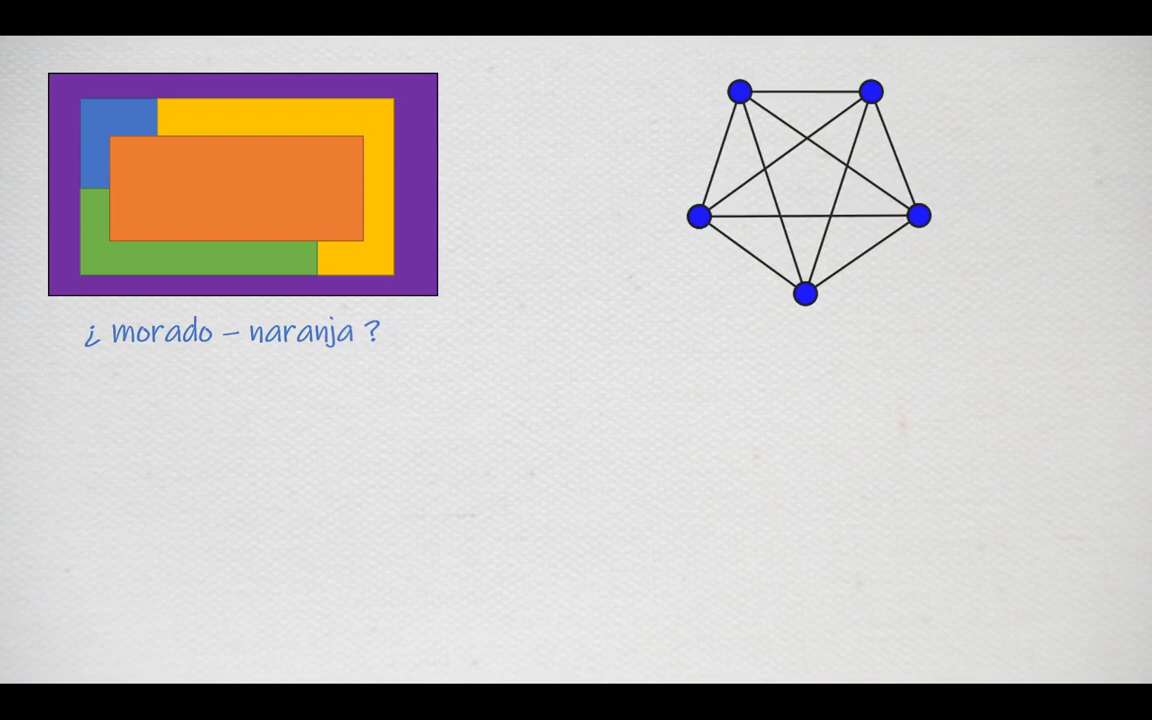 ¿ morado – naranja ?